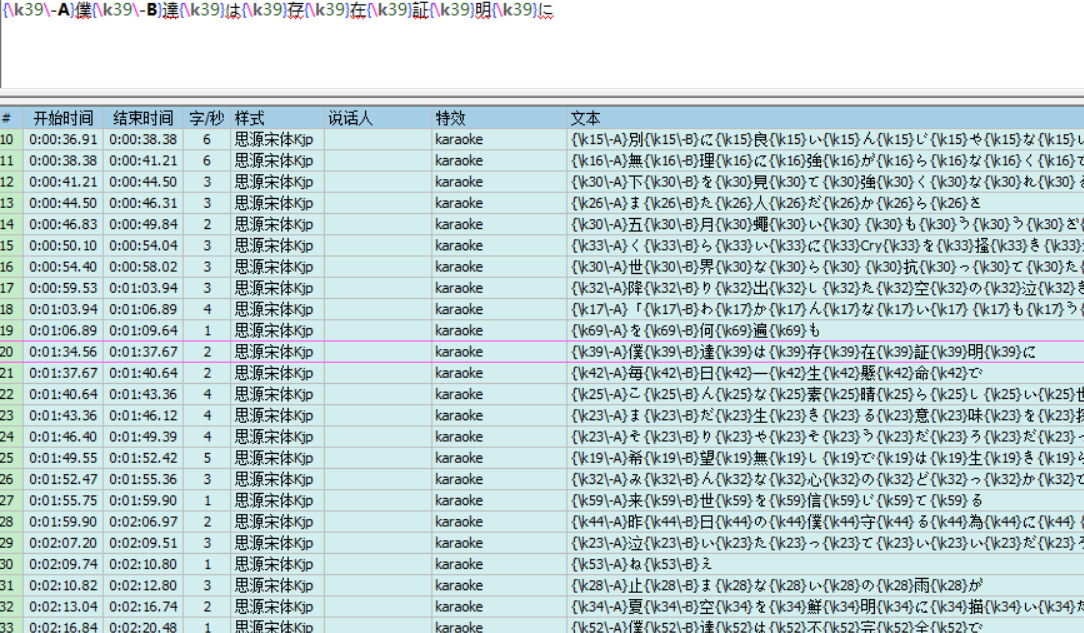 {\k39\-A}僕{\k39\-B}達{\k39}は{\k39}存{\k39}在{\k39}証{\k39}明{\k39}に
# 开始时间 结束时间 字/秒 样式 说话人 特效 文本
10 0:00:36.91 0:00:38.38 6 思源宋体Kjp karaoke {\k15\-A}別{\k15\-B}に{\k15}良{\k15}い{\k15}ん{\k15}じ{\k15}や{\k15}な{\k15}し
11 0:00:38.38 0:00:41.21 6 思源宋体Kjp karaoke {\k16\-A}無{\k16\-B}理{\k16}に{\k16}強{\k16}が{\k16}ら{\k16}な{\k16}く{\k16}て
12 0:00:41.21 0:00:44.50 3 思源宋体Kjp karaoke {\k30\-A}下{\k30\-B}を{\k30}見{\k30}て{\k30}強{\k30}く{\k30}な{\k30}れ{\k30}る
13 0:00:44.50 0:00:46.31 3 思源宋体Kjp karaoke {\k26\-A}ま{\k26\-B}た{\k26}人{\k26}だ{\k26}か{\k26}ら{\k26}さ
14 0:00:46.83 0:00:49.84 2 思源宋体Kjp karaoke {\k30\-A}五{\k30\-B}月{\k30}蠅{\k30}い{\k30} {\k30}も{\k30}う{\k30}う{\k30}ざ{
15 0:00:50.10 0:00:54.04 3 思源宋体Kjp karaoke {\k33\-A}く{\k33\-B}ら{\k33}い{\k33}に{\k33}Cry{\k33}を{\k33}掻{\k33}き{\k33}
16 0:00:54.40 0:00:58.02 3 思源宋体Kjp karaoke {\k30\-A}世{\k30\-B}界{\k30}な{\k30}ら{\k30} {\k30}抗{\k30}っ{\k30}て{\k30}た
17 0:00:59.53 0:01:03.94 3 思源宋体Kjp karaoke {\k32\-A}降{\k32\-B}り{\k32}出{\k32}し{\k32}た{\k32}空{\k32}の{\k32}泣{\k32}き
18 0:01:03.94 0:01:06.89 4 思源宋体Kjp karaoke {\k17\-A}「{\k17\-B}わ{\k17}か{\k17}ん{\k17}な{\k17}い{\k17} {\k17}も{\k17}う
19 0:01:06.89 0:01:09.64 1 思源宋体Kjp karaoke {\k69\-A}を{\k69\-B}何{\k69}遍{\k69}も
20 0:01:34.56 0:01:37.67 2 思源宋体Kjp karaoke {\k39\-A}僕{\k39\-B}達{\k39}は{\k39}存{\k39}在{\k39}証{\k39}明{\k39}に
21 0:01:37.67 0:01:40.64 2 思源宋体Kjp karaoke {\k42\-A}毎{\k42\-B}日{\k42}一{\k42}生{\k42}懸{\k42}命{\k42}で
22 0:01:40.64 0:01:43.36 4 思源宋体Kjp karaoke {\k25\-A}こ{\k25\-B}ん{\k25}な{\k25}素{\k25}晴{\k25}ら{\k25}し{\k25}い{\k25}世
23 0:01:43.36 0:01:46.12 4 思源宋体Kjp karaoke {\k23\-A}ま{\k23\-B}だ{\k23}生{\k23}き{\k23}る{\k23}意{\k23}味{\k23}を{\k23}探
24 0:01:46.40 0:01:49.39 4 思源宋体Kjp karaoke {\k23\-A}そ{\k23\-B}り{\k23}や{\k23}そ{\k23}う{\k23}だ{\k23}ろ{\k23}だ{\k23}っ
25 0:01:49.55 0:01:52.42 5 思源宋体Kjp karaoke {\k19\-A}希{\k19\-B}望{\k19}無{\k19}し{\k19}で{\k19}は{\k19}生{\k19}き{\k19}ら
26 0:01:52.47 0:01:55.36 3 思源宋体Kjp karaoke {\k32\-A}み{\k32\-B}ん{\k32}な{\k32}心{\k32}の{\k32}ど{\k32}っ{\k32}か{\k32}で
27 0:01:55.75 0:01:59.90 1 思源宋体Kjp karaoke {\k59\-A}来{\k59\-B}世{\k59}を{\k59}信{\k59}じ{\k59}て{\k59}る
28 0:01:59.90 0:02:06.97 2 思源宋体Kjp karaoke {\k44\-A}昨{\k44\-B}日{\k44}の{\k44}僕{\k44}守{\k44}る{\k44}為{\k44}に{\k44} {
29 0:02:07.20 0:02:09.51 3 思源宋体Kjp karaoke {\k23\-A}泣{\k23\-B}い{\k23}た{\k23}っ{\k23}て{\k23}い{\k23}い{\k23}だ{\k23}ろ
30 0:02:09.74 0:02:10.80 1 思源宋体Kjp karaoke {\k53\-A}ね{\k53\-B}え
31 0:02:10.82 0:02:12.80 3 思源宋体Kjp karaoke {\k28\-A}止{\k28\-B}ま{\k28}な{\k28}い{\k28}の{\k28}雨{\k28}が
32 0:02:13.04 0:02:16.74 2 思源宋体Kjp karaoke {\k34\-A}夏{\k34\-B}空{\k34}を{\k34}鮮{\k34}明{\k34}に{\k34}描{\k34}い{\k34}た
33 0:02:16.84 0:02:20.48 1 思源宋体Kjp karaoke {\k52\-A}僕{\k52\-B}達{\k52}は{\k52}不{\k52}完{\k52}全{\k52}で